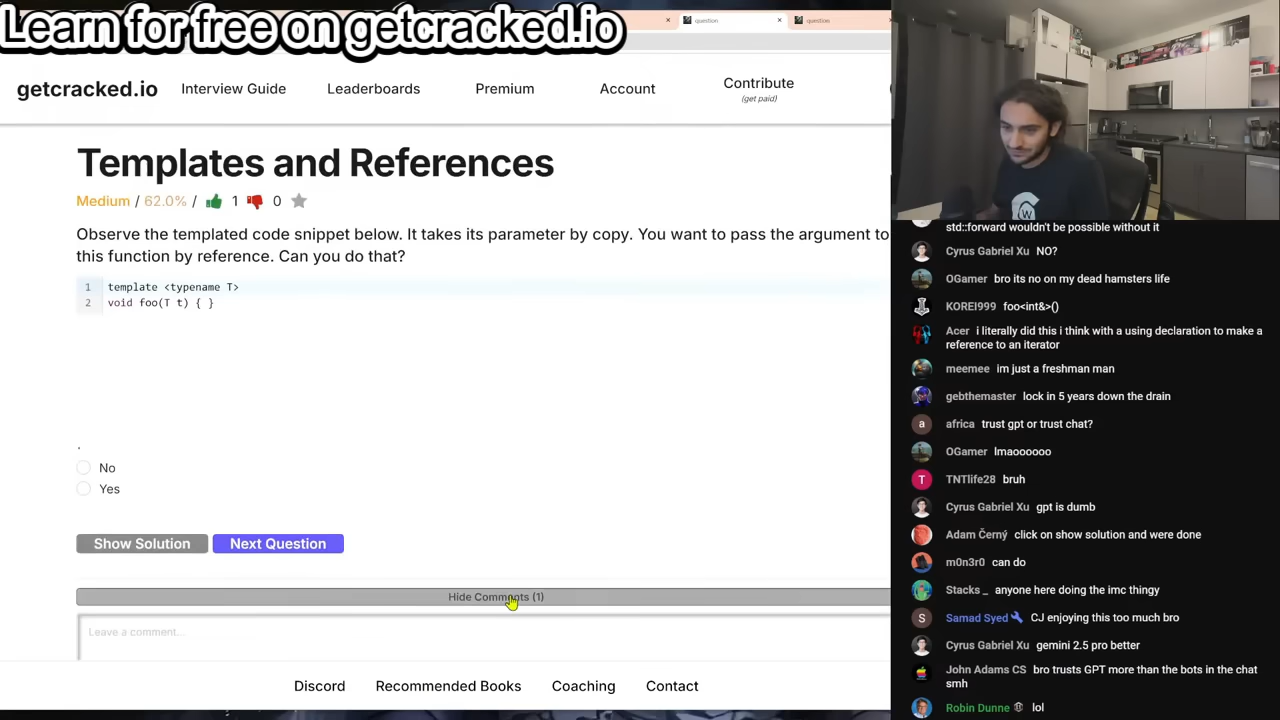 Learn for free on getcracked.io
question
question
getcracked.io
Interview Guide
Leaderboards
Premium
Account
Contribute
(get paid)
Templates and References
Medium / 62.0% / 1 0
Observe the templated code snippet below. It takes its parameter by copy. You want to pass the argument to
this function by reference. Can you do that?
1 template <typename T>
2 void foo(T t) { }
.
No
Yes
Show Solution
Next Question
Hide Comments (1)
Leave a comment...
Discord
Recommended Books
Coaching
Contact
std::forward wouldn't be possible without it
Cyrus Gabriel Xu NO?
OGamer bro its no on my dead hamsters life
KOREI999 foo<int&>()
Acer i literally did this i think with a using declaration to make a
reference to an iterator
meemee im just a freshman man
gebthemaster lock in 5 years down the drain
a africa trust gpt or trust chat?
OGamer lmaoooooo
T TNTlife28 bruh
Cyrus Gabriel Xu gpt is dumb
Adam Černý click on show solution and were done
m0n3r0 can do
Stacks _ anyone here doing the imc thingy
S Samad Syed CJ enjoying this too much bro
Cyrus Gabriel Xu gemini 2.5 pro better
John Adams CS bro trusts GPT more than the bots in the chat
smh
Robin Dunne lol